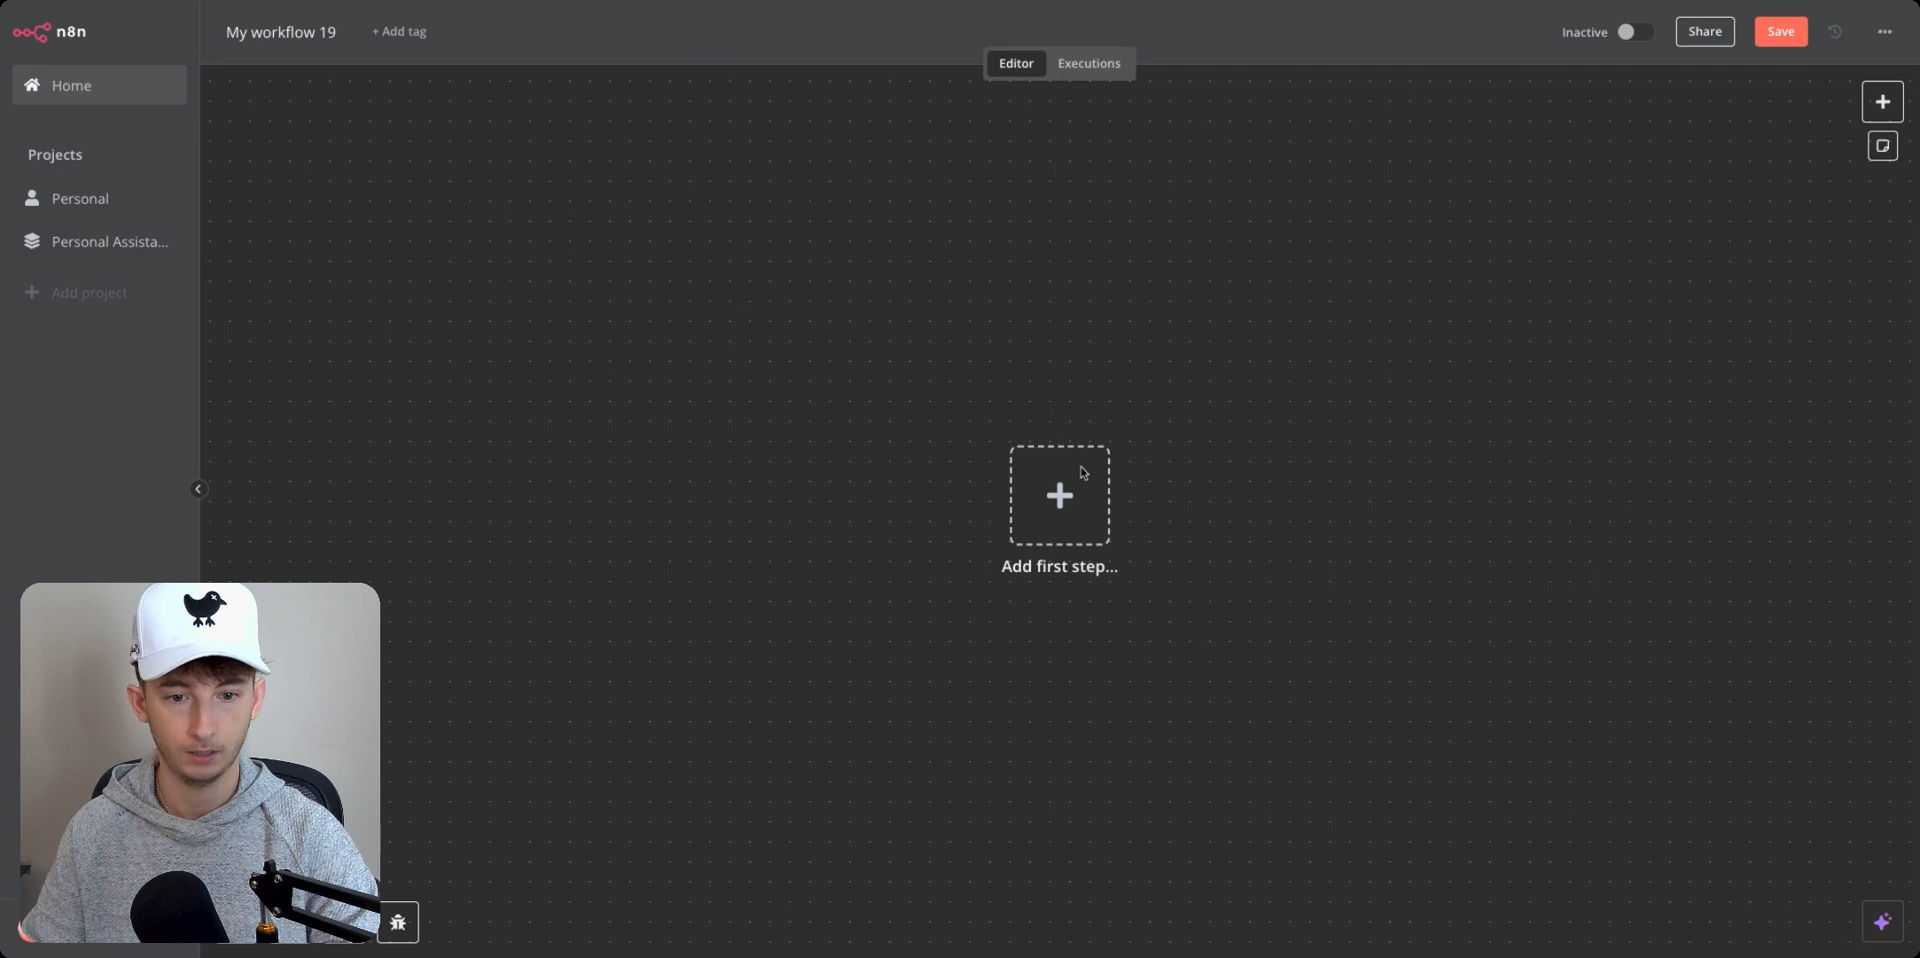 n8n
My workflow 19
+ Add tag
Inactive
Share
Save
Editor
Executions
Home
Projects
Personal
Personal Assista...
Add project
Add first step...